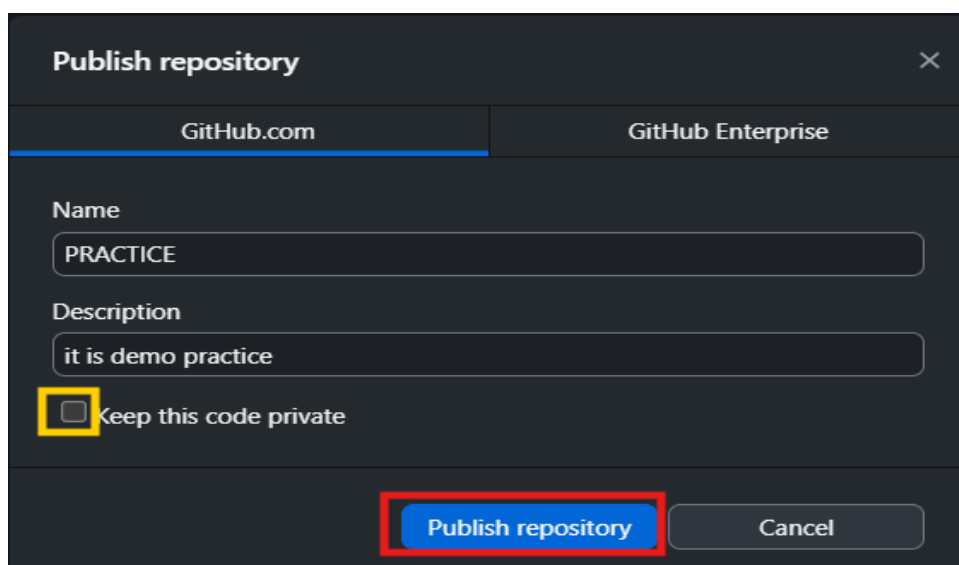 Publish repository
GitHub.com
GitHub Enterprise
Name
PRACTICE
Description
it is demo practice
Keep this code private
Publish repository
Cancel